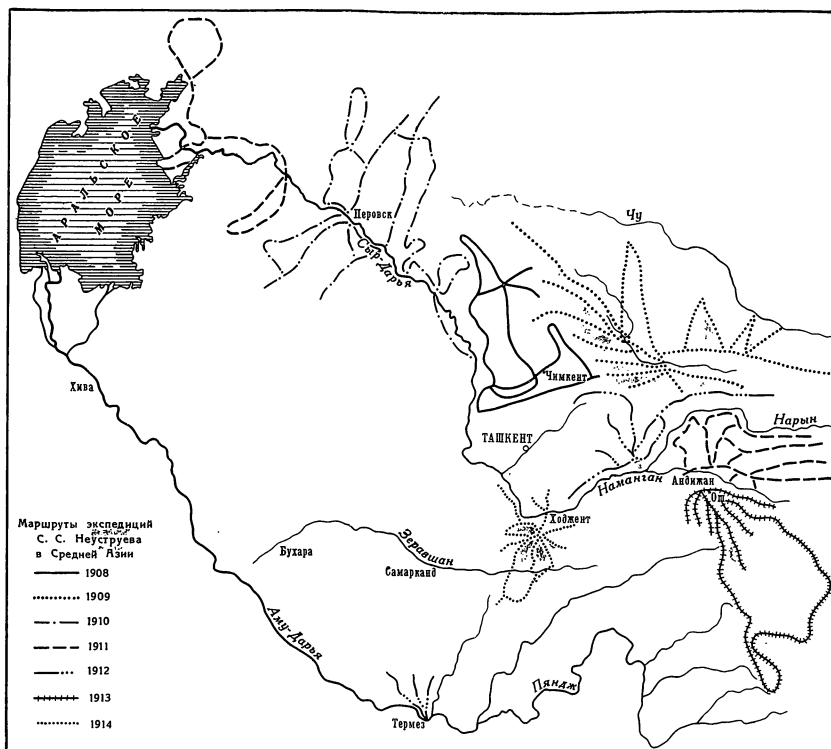 АРАЛЬСКОЕ
МОРЕ
Перовск
Сыр-Дарья
Чу
Чимкент
Хива
ТАШКЕНТ
Нарын
Наманган
Андижан
Ош
Ходжент
Зеравшан
Бухара
Самарканд
Аму-Дарья
Пяндж
Термез
Маршруты экспедиций
С. С. Неуструева
в Средней Азии
1908
1909
1910
1911
1912
1913
1914